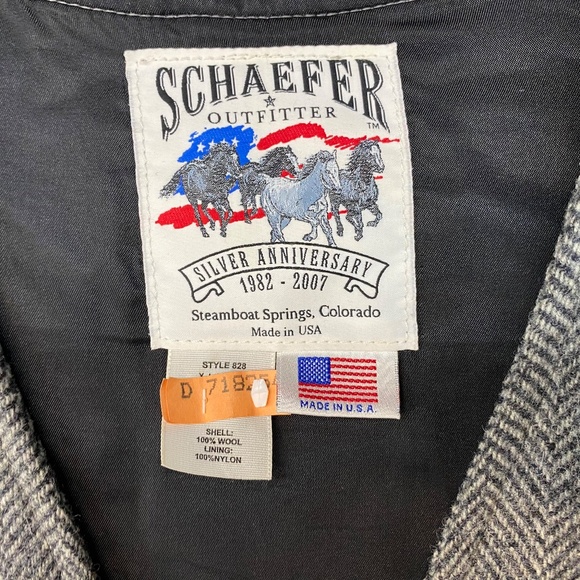 SCHAEFER
OUTFITTER
TM
SILVER ANNIVERSARY
1982 - 2007
Steamboat Springs, Colorado
Made in USA
STYLE 828
D 71825
MADE IN U.S.A.
SHELL:
100% WOOL
LINING:
100%NYLON